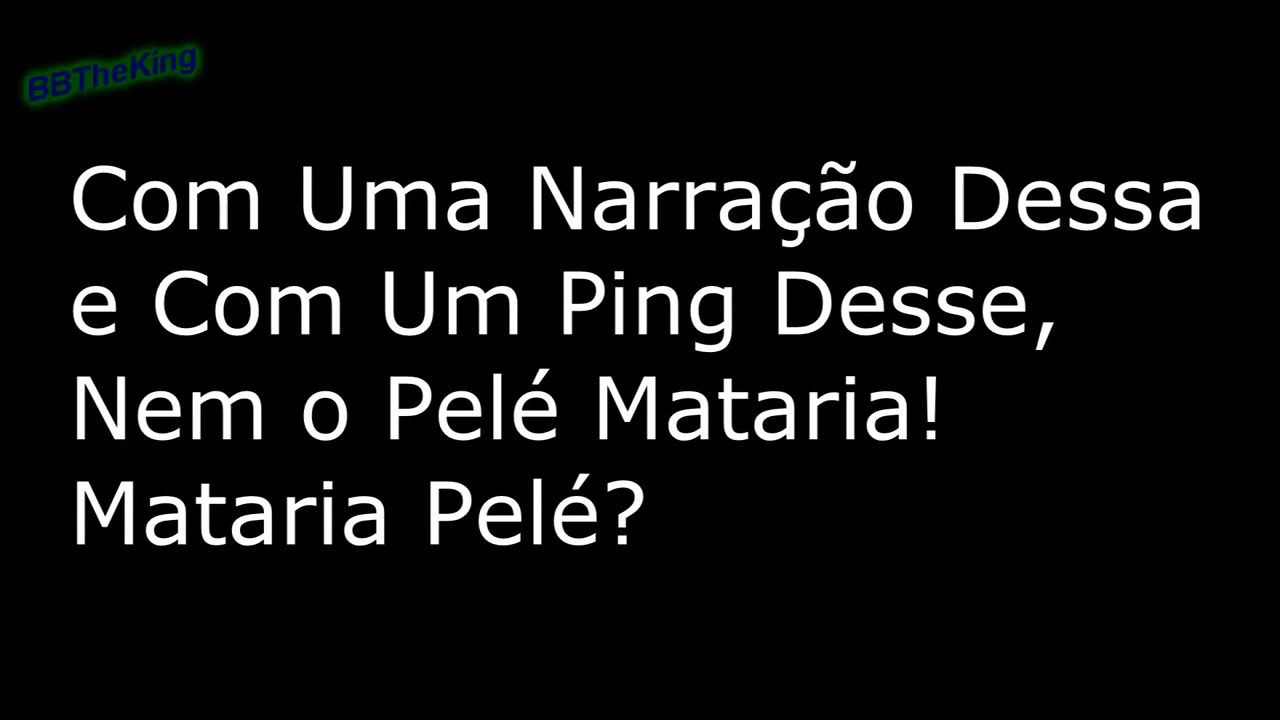 BBTheKing
Com Uma Narração Dessa
e Com Um Ping Desse,
Nem o Pelé Mataria!
Mataria Pelé?